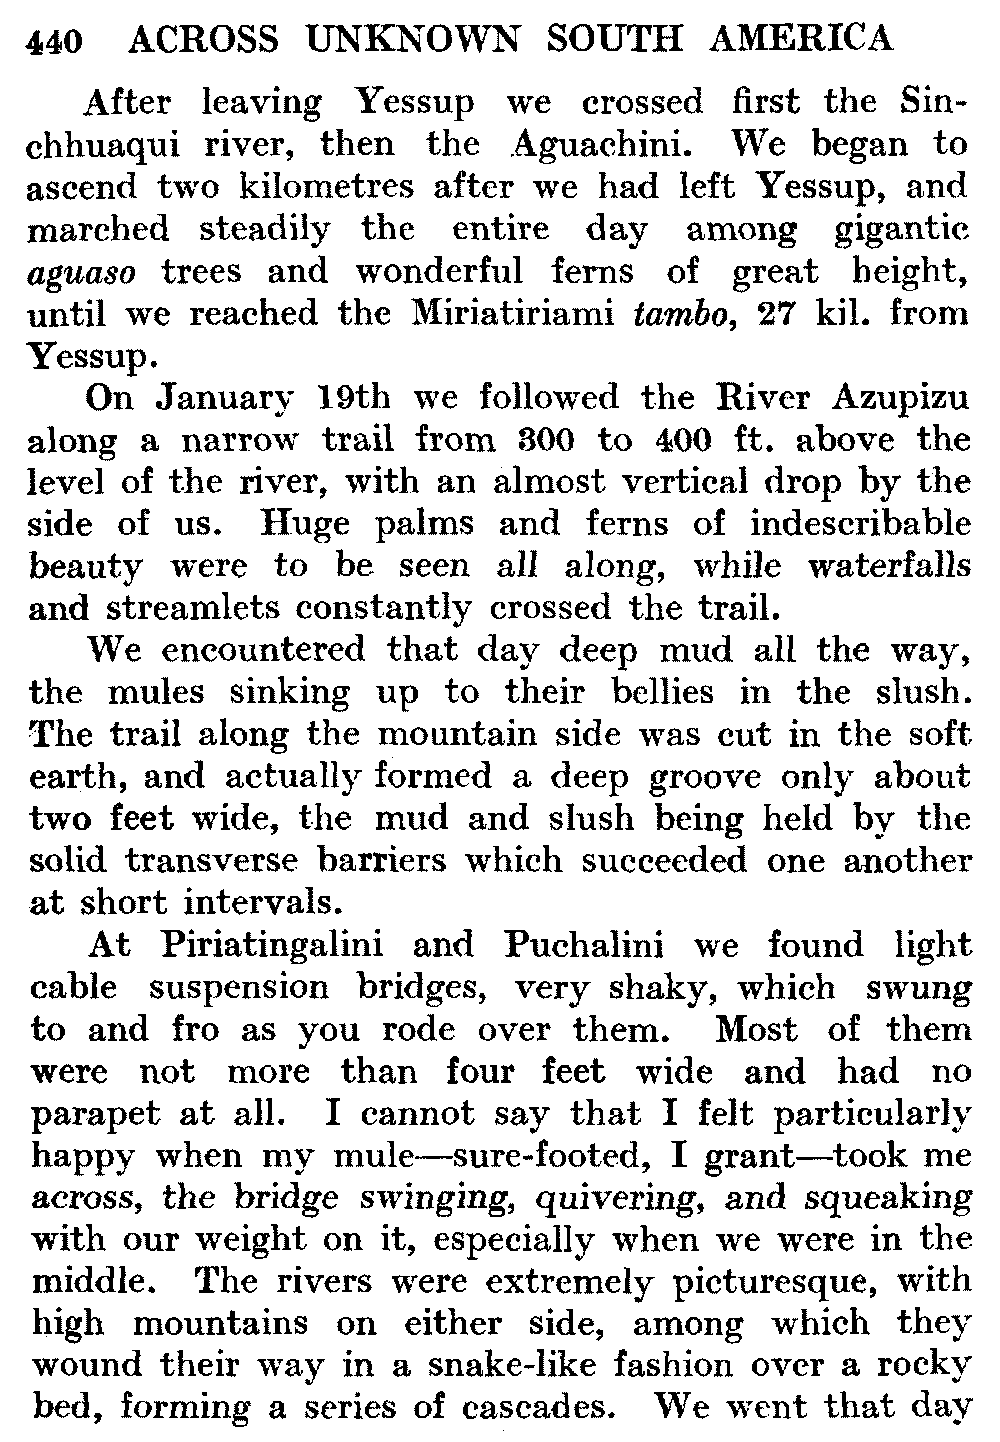 440 ACROSS UNKNOWN SOUTH AMERICA
After leaving Yessup we crossed first the Sin-
chhuaqui river, then the Aguachini. We began to
ascend two kilometres after we had left Yessup, and
marched steadily the entire day among gigantic
aguaso trees and wonderful ferns of great height,
until we reached the Miriatiriami tambo, 27 kil. from
Yessup.
On January 19th we followed the River Azupizu
along a narrow trail from 300 to 400 ft. above the
level of the river, with an almost vertical drop by the
side of us. Huge palms and ferns of indescribable
beauty were to be seen all along, while waterfalls
and streamlets constantly crossed the trail.
We encountered that day deep mud all the way,
the mules sinking up to their bellies in the slush.
The trail along the mountain side was cut in the soft
earth, and actually formed a deep groove only about
two feet wide, the mud and slush being held by the
solid transverse barriers which succeeded one another
at short intervals.
At Piriatingalini and Puchalini we found light
cable suspension bridges, very shaky, which swung
to and fro as you rode over them. Most of them
were not more than four feet wide and had no
parapet at all. I cannot say that I felt particularly
happy when my mule—sure-footed, I grant—took me
across, the bridge swinging, quivering, and squeaking
with our weight on it, especially when we were in the
middle. The rivers were extremely picturesque, with
high mountains on either side, among which they
wound their way in a snake-like fashion over a rocky
bed, forming a series of cascades. We went that day